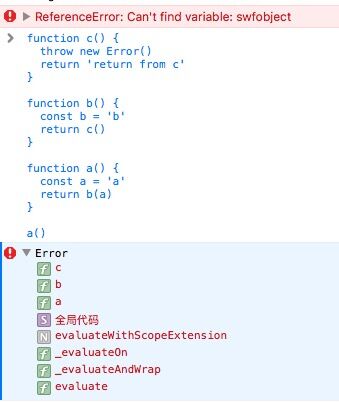 ReferenceError: Can't find variable: swfobject
function c() {
  throw new Error()
  return 'return from c'
}
function b() {
  const b = 'b'
  return c()
}
function a() {
  const a = 'a'
  return b(a)
}
a()
Error
f c
f b
f a
S 全局代码
N evaluateWithScopeExtension
f _evaluateOn
f _evaluateAndWrap
f evaluate